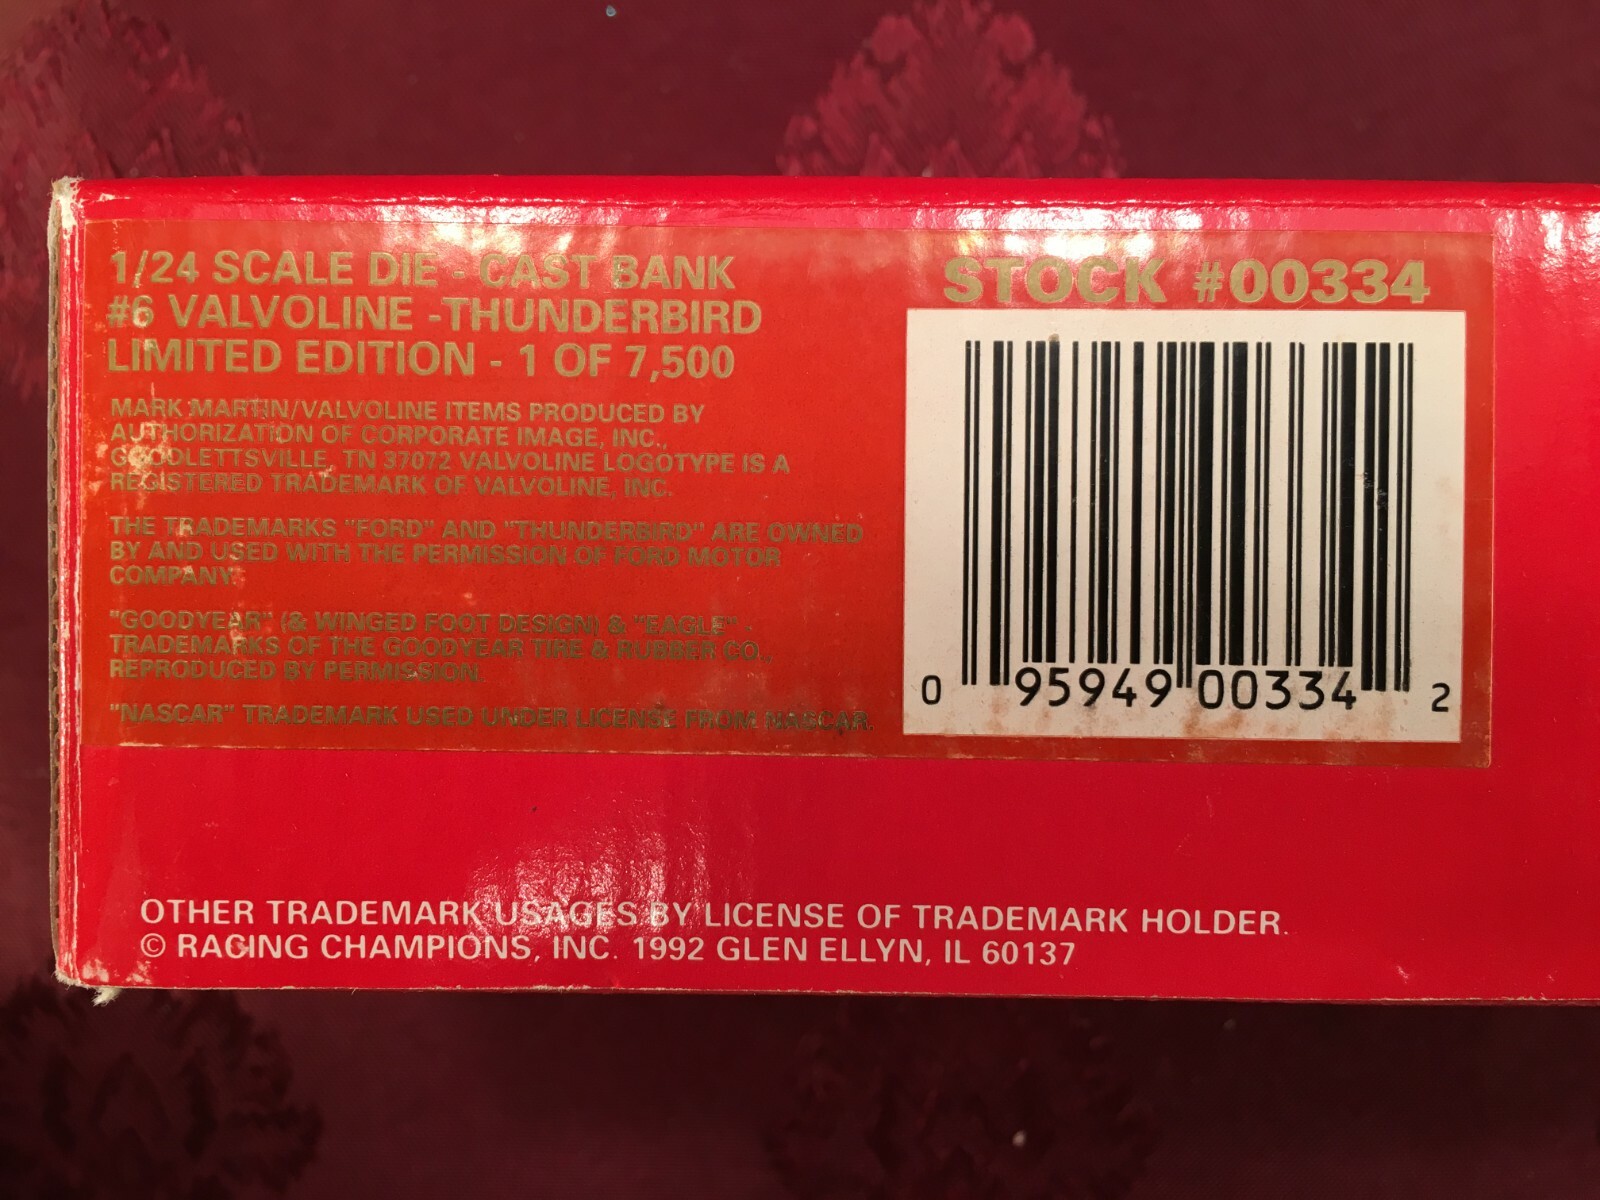 1/24 SCALE DIE - CAST BANK
#6 VALVOLINE -THUNDERBIRD
LIMITED EDITION - 1 OF 7,500
MARK MARTIN/VALVOLINE ITEMS PRODUCED BY
AUTHORIZATION OF CORPORATE IMAGE, INC.,
GOODLETTSVILLE, TN 37072 VALVOLINE LOGOTYPE IS A
REGISTERED TRADEMARK OF VALVOLINE, INC.
THE TRADEMARKS "FORD" AND "THUNDERBIRD" ARE OWNED
BY AND USED WITH THE PERMISSION OF FORD MOTOR
COMPANY.
"GOODYEAR" (& WINGED FOOT DESIGN) & "EAGLE" -
TRADEMARKS OF THE GOODYEAR TIRE & RUBBER CO.,
REPRODUCED BY PERMISSION.
"NASCAR" TRADEMARK USED UNDER LICENSE FROM NASCAR.
STOCK #00334
0 95949 00334 2
OTHER TRADEMARK USAGES BY LICENSE OF TRADEMARK HOLDER.
© RACING CHAMPIONS, INC. 1992 GLEN ELLYN, IL 60137